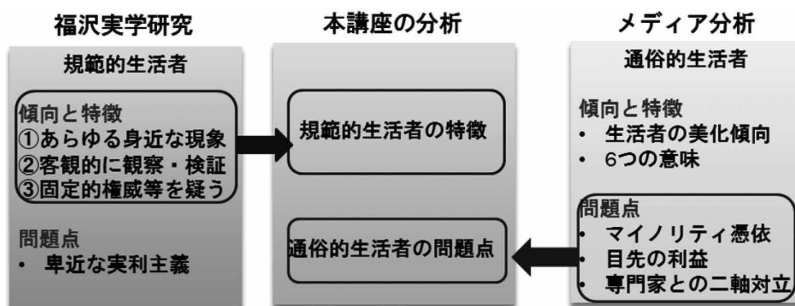 福沢実学研究
規範的生活者
傾向と特徴
①あらゆる身近な現象
②客観的に観察・検証
③固定的権威等を疑う
問題点
• 卑近な実利主義
本講座の分析
規範的生活者の特徴
通俗的生活者の問題点
メディア分析
通俗的生活者
傾向と特徴
• 生活者の美化傾向
• 6つの意味
問題点
• マイノリティ憑依
• 目先の利益
• 専門家との二軸対立